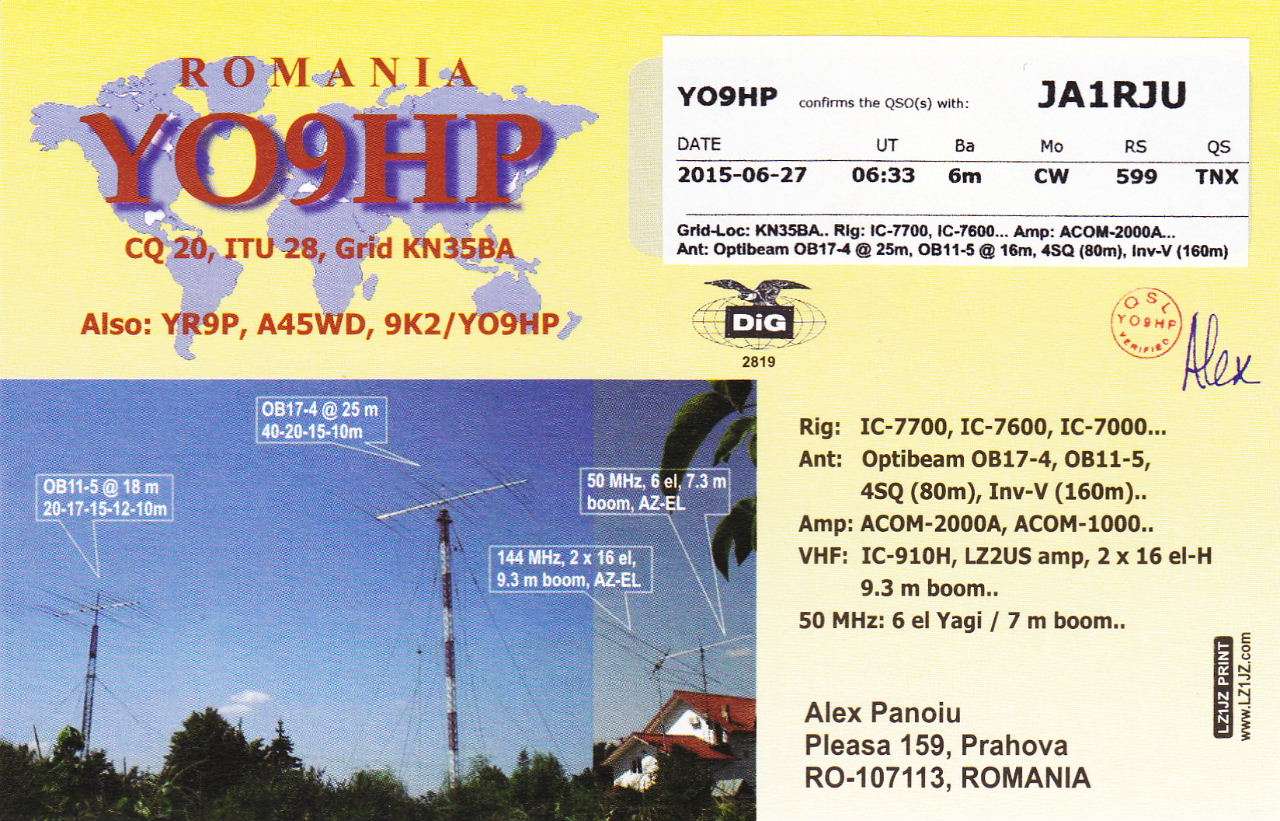 ROMANIA
YO9HP
CQ 20, ITU 28, Grid KN35BA
Also: YR9P, A45WD, 9K2/YO9HP
YO9HP confirms the QSO(s) with: JA1RJU
DATE UT Ba Mo RS QS
2015-06-27 06:33 6m CW 599 TNX
Grid-Loc: KN35BA.. Rig: IC-7700, IC-7600... Amp: ACOM-2000A...
Ant: Optibeam OB17-4 @ 25m, OB11-5 @ 16m, 4SQ (80m), Inv-V (160m)
DiG
2819
QSL
YO9HP
VERIFIED
Alex
OB17-4 @ 25 m
40-20-15-10m
OB11-5 @ 18 m
20-17-15-12-10m
50 MHz, 6 el, 7.3 m
boom, AZ-EL
144 MHz, 2 x 16 el,
9.3 m boom, AZ-EL
Rig: IC-7700, IC-7600, IC-7000...
Ant: Optibeam OB17-4, OB11-5,
4SQ (80m), Inv-V (160m)..
Amp: ACOM-2000A, ACOM-1000..
VHF: IC-910H, LZ2US amp, 2 x 16 el-H
9.3 m boom..
50 MHz: 6 el Yagi / 7 m boom..
Alex Panoiu
Pleasa 159, Prahova
RO-107113, ROMANIA
LZ1JZ PRINT
www.LZ1JZ.com